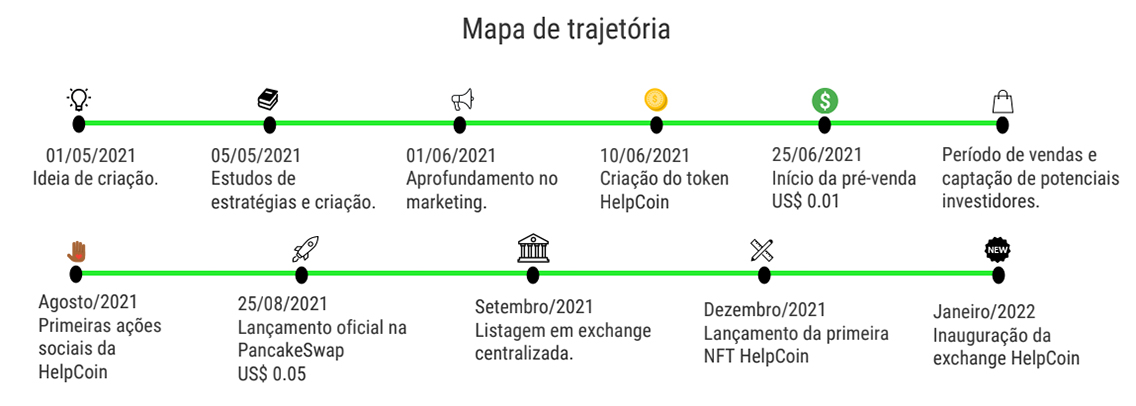 Mapa de trajetória
01/05/2021
Ideia de criação.
05/05/2021
Estudos de
estratégias e criação.
01/06/2021
Aprofundamento no
marketing.
10/06/2021
Criação do token
HelpCoin
25/06/2021
Início da pré-venda
US$ 0.01
Período de vendas e
captação de potenciais
investidores.
Agosto/2021
Primeiras ações
sociais da
HelpCoin
25/08/2021
Lançamento oficial na
PancakeSwap
US$ 0.05
Setembro/2021
Listagem em exchange
centralizada.
Dezembro/2021
Lançamento da primeira
NFT HelpCoin
NEW
Janeiro/2022
Inauguração da
exchange HelpCoin